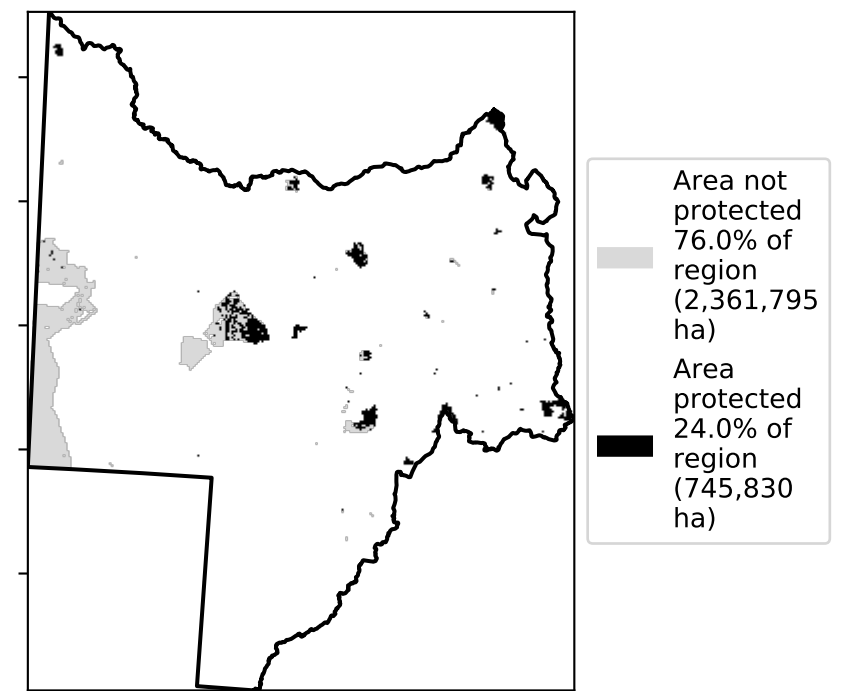 Area not
protected
76.0% of
region
(2,361,795
ha)
Area
protected
24.0% of
region
(745,830
ha)